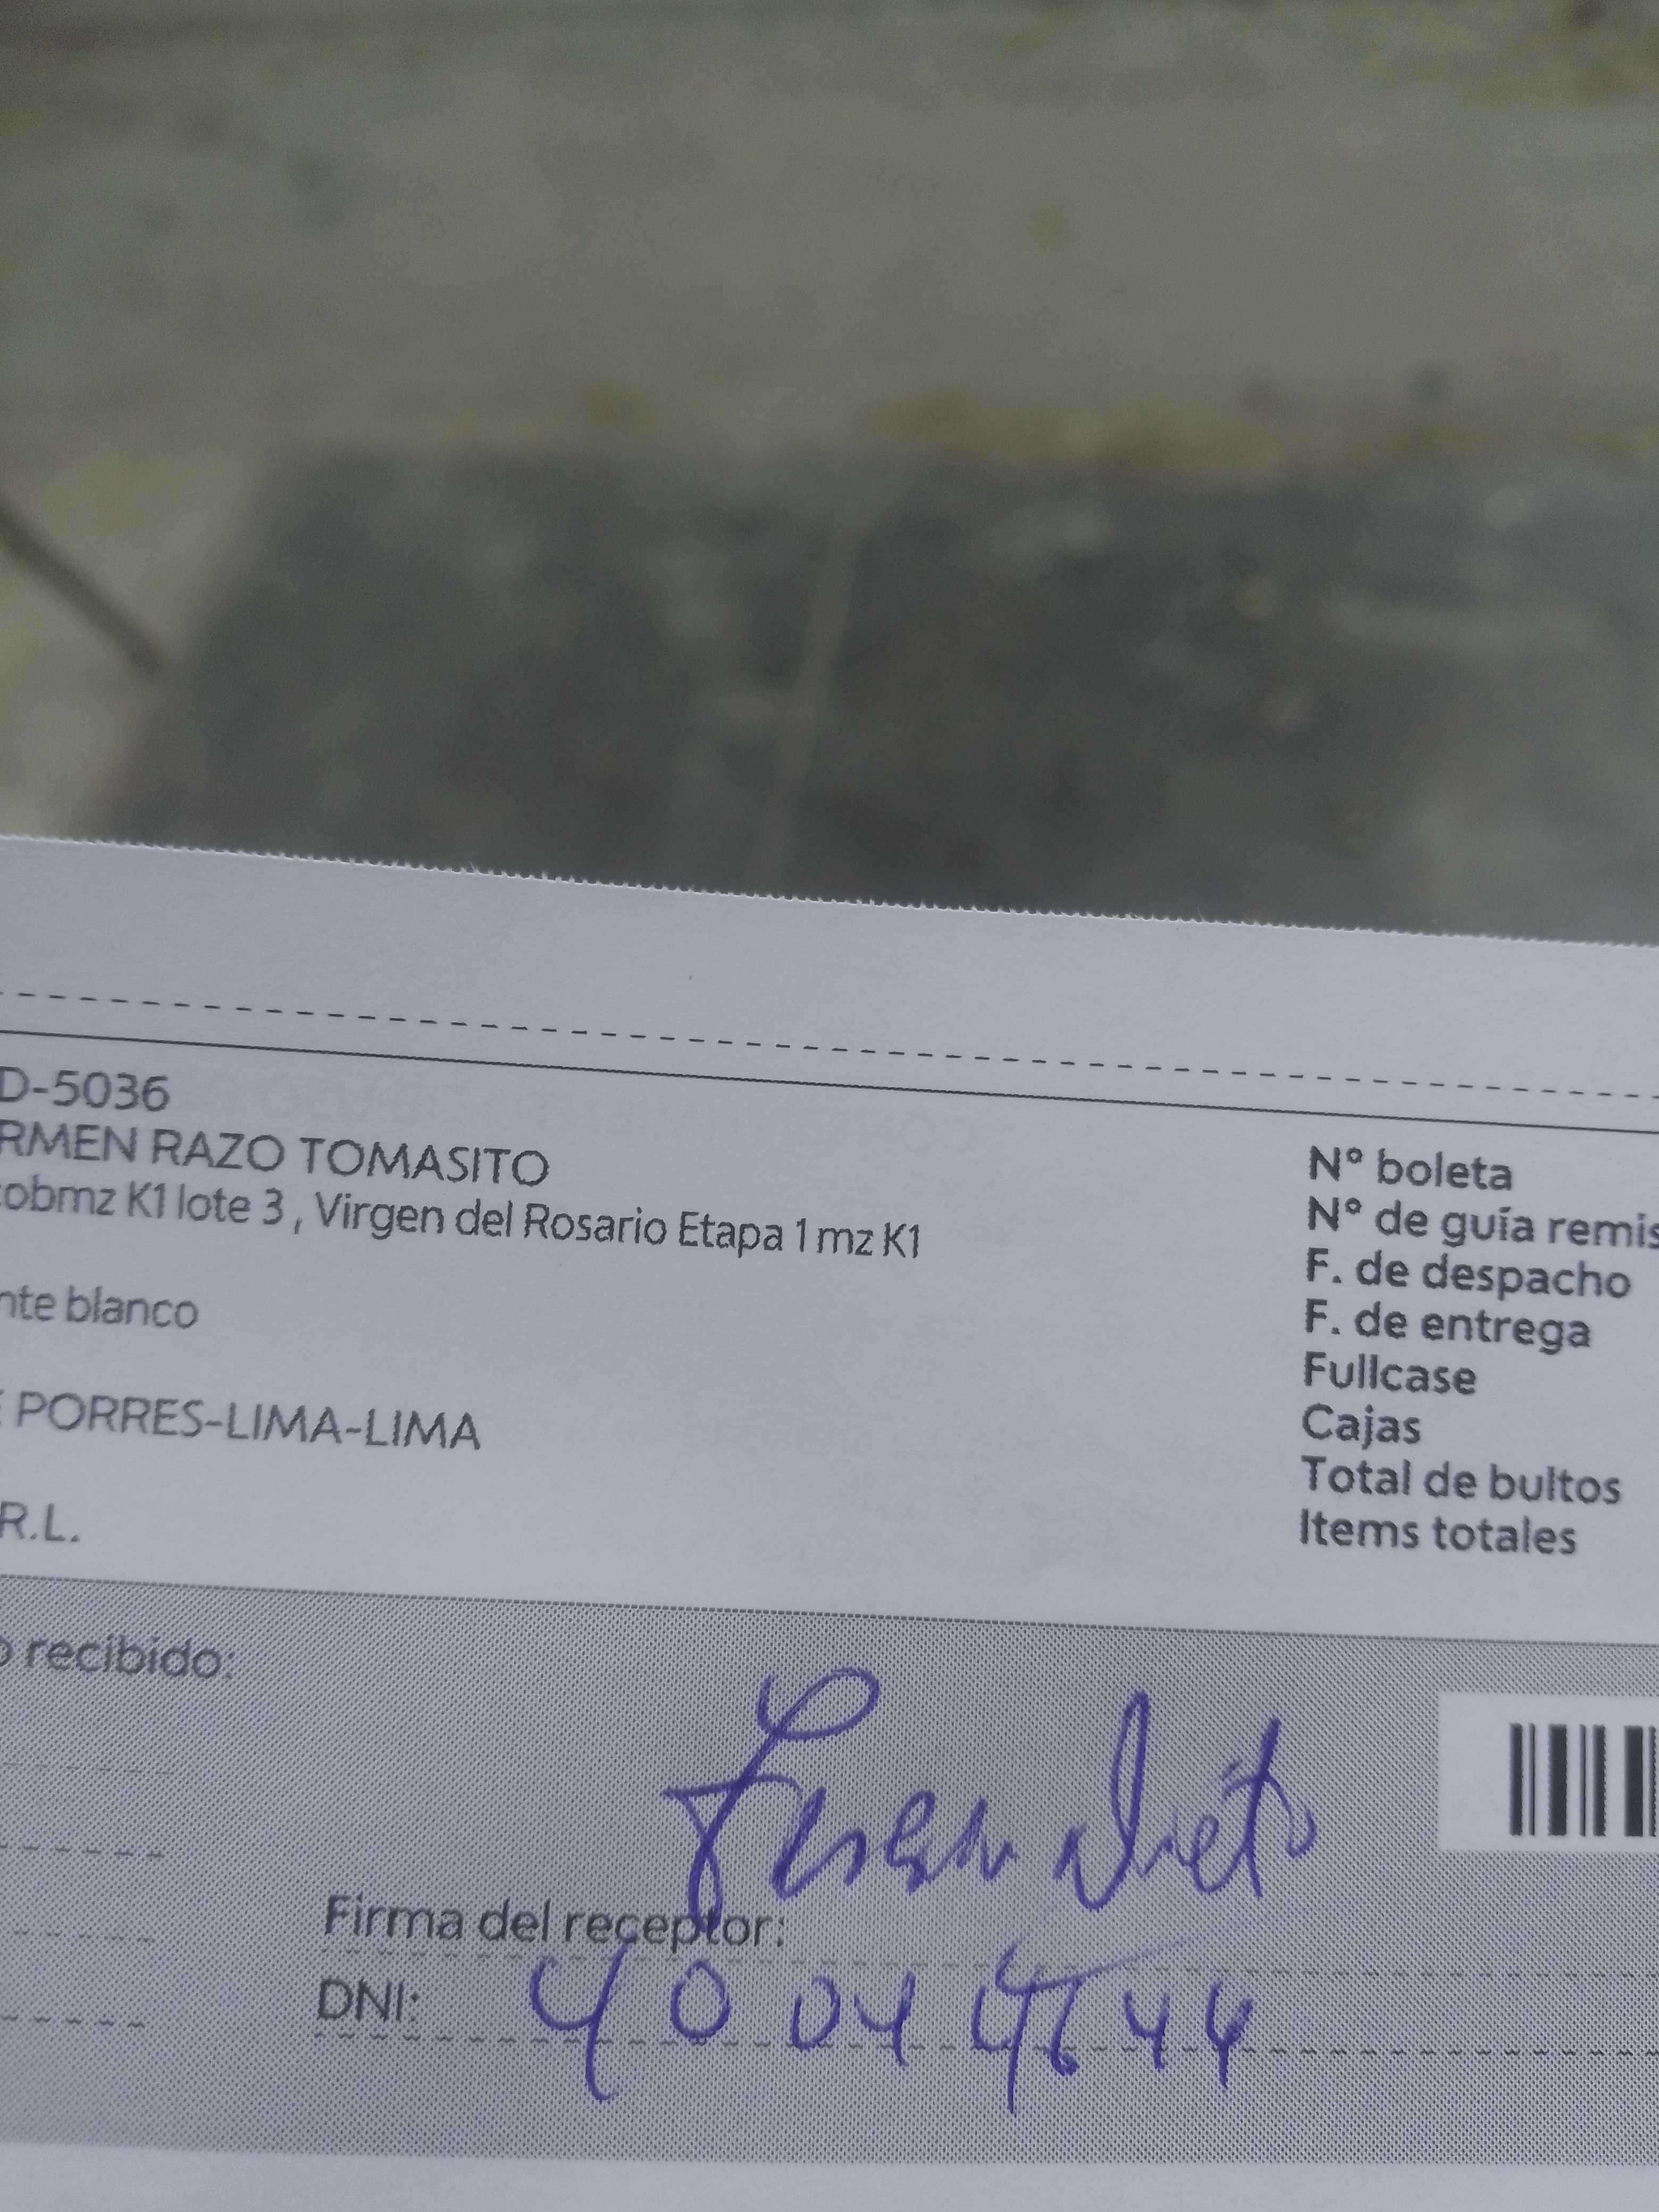 D-5036
RMEN RAZO TOMASITO
obmz K1 lote 3 , Virgen del Rosario Etapa 1 mz K1
nte blanco
PORRES-LIMA-LIMA
R.L.
Nº boleta
Nº de guía remis
F. de despacho
F. de entrega
Fullcase
Cajas
Total de bultos
Items totales
o recibido:
Firma del receptor:
DNI: 40044644